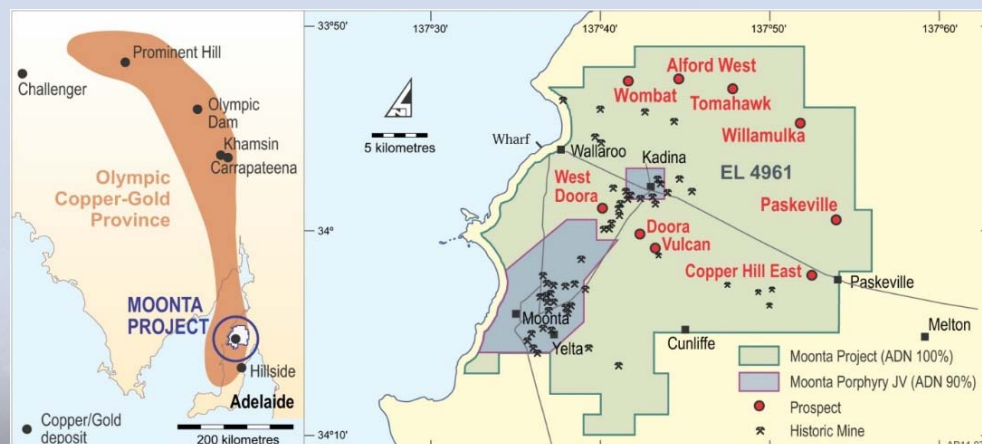 Prominent Hill
Challenger
Olympic
Dam
Khamsin
Carrapateena
Olympic
Copper-Gold
Province
MOONTA
PROJECT
Hillside
Adelaide
Copper/Gold
deposit
200 kilometres
33°50'
137°30'
137°40'
137°50'
137°60'
34°
34°10'
5 kilometres
Wharf
Wallaroo
Kadina
Wombat
Alford West
Tomahawk
Willamulka
EL 4961
West
Doora
Doora
Vulcan
Paskeville
Copper Hill East
Paskeville
Moonta
Yelta
Cunliffe
Melton
Moonta Project (ADN 100%)
Moonta Porphyry JV (ADN 90%)
Prospect
Historic Mine